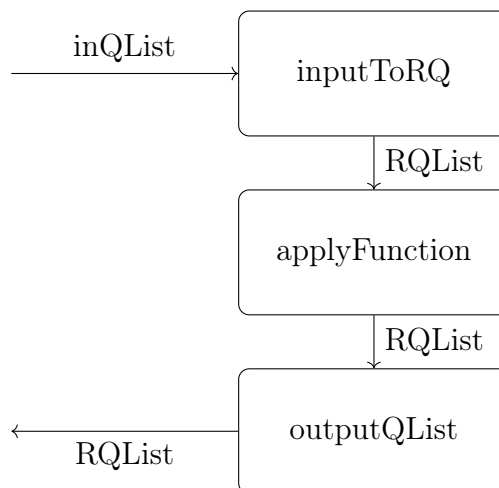 inQList
inputToRQ
RQList
applyFunction
RQList
outputQList
RQList